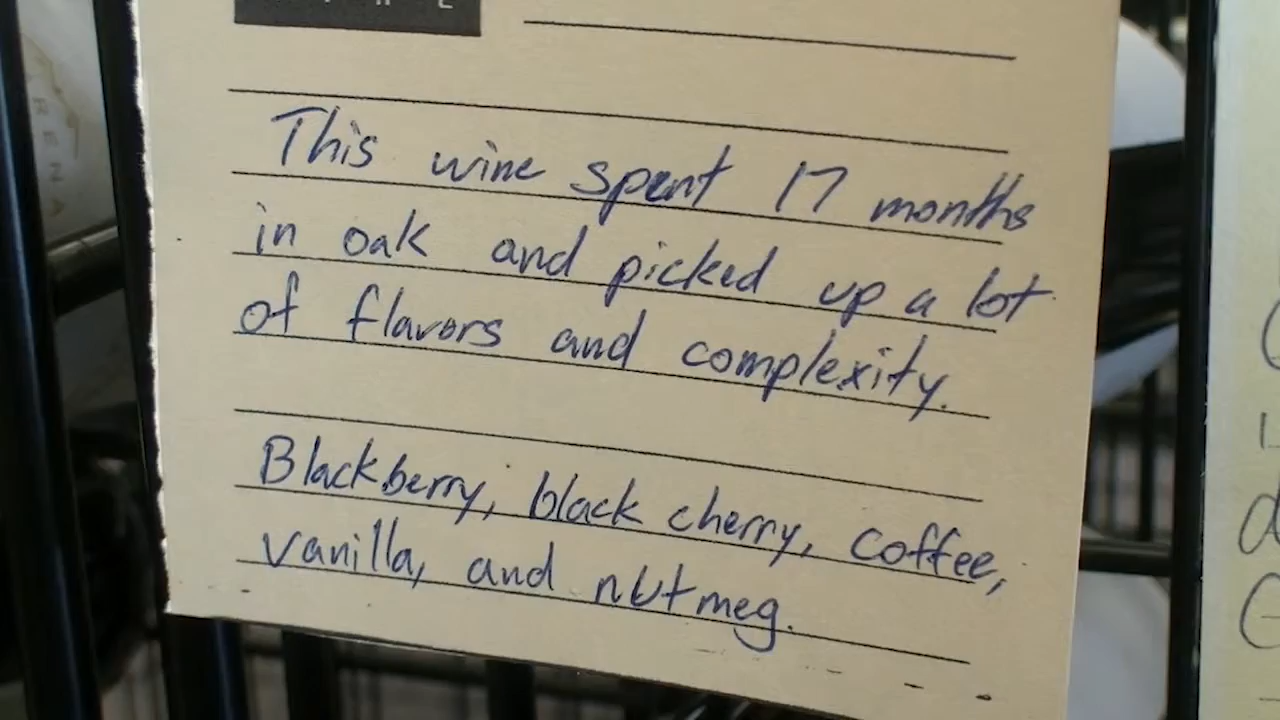 This wine spent 17 months
in oak and picked up a lot
of flavors and complexity.
Blackberry, black cherry, coffee,
vanilla, and nutmeg.